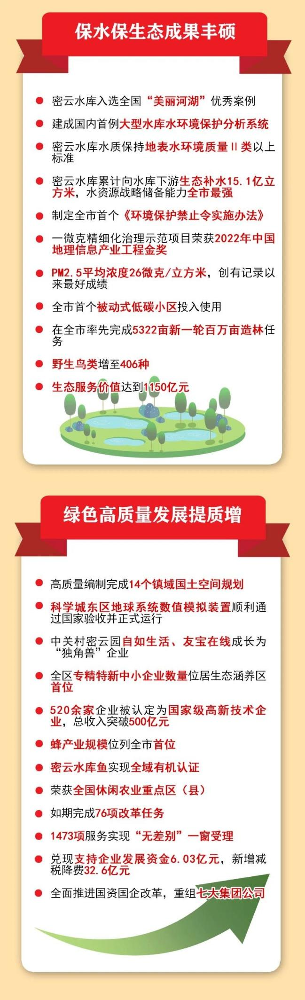 保水保生态成果丰硕
密云水库入选全国“美丽河湖”优秀案例
建成国内首例大型水库水环境保护分析系统
密云水库水质保持地表水环境质量Ⅱ类以上
标准
密云水库累计向水库下游生态补水15.1亿立
方米，水资源战略储备能力全市最强
制定全市首个《环境保护禁止令实施办法》
一微克精细化治理示范项目荣获2022年中国
地理信息产业工程金奖
PM2.5平均浓度26微克/立方米，创有记录以
来最好成绩
全市首个被动式低碳小区投入使用
在全市率先完成5322亩新一轮百万亩造林任
务
野生鸟类增至406种
生态服务价值达到1150亿元
绿色高质量发展提质增
高质量编制完成14个镇域国土空间规划
科学城东区地球系统数值模拟装置顺利通
过国家验收并正式运行
中关村密云园自如生活、友宝在线成长为
“独角兽”企业
全区专精特新中小企业数量位居生态涵养区
首位
520余家企业被认定为国家级高新技术企
业，总收入突破500亿元
蜂产业规模位列全市首位
密云水库鱼实现全域有机认证
荣获全国休闲农业重点区（县）
如期完成76项改革任务
1473项服务实现“无差别”一窗受理
兑现支持企业发展资金6.03亿元，新增减
税降费32.6亿元
全面推进国资国企改革，重组七大集团公司